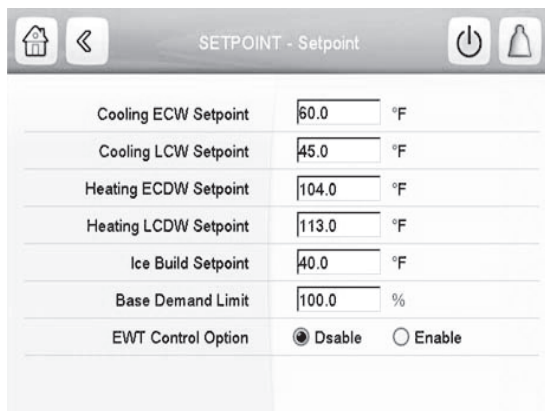 SETPOINT - Setpoint
Cooling ECW Setpoint 60.0 °F
Cooling LCW Setpoint 45.0 °F
Heating ECDW Setpoint 104.0 °F
Heating LCDW Setpoint 113.0 °F
Ice Build Setpoint 40.0 °F
Base Demand Limit 100.0 %
EWT Control Option Dsable Enable